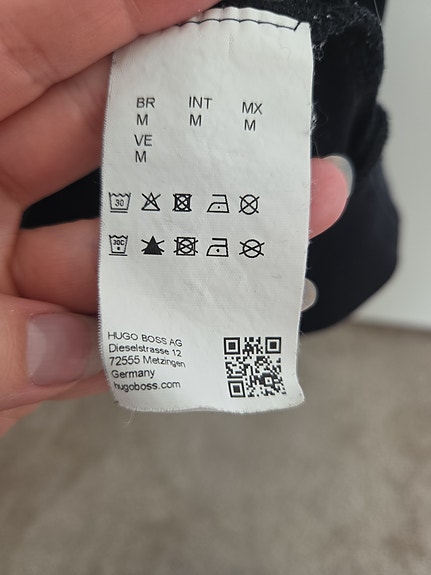 BR INT MX
M M M
VE
M
30
30C
HUGO BOSS AG
Dieselstrasse 12
72555 Metzingen
Germany
hugoboss.com